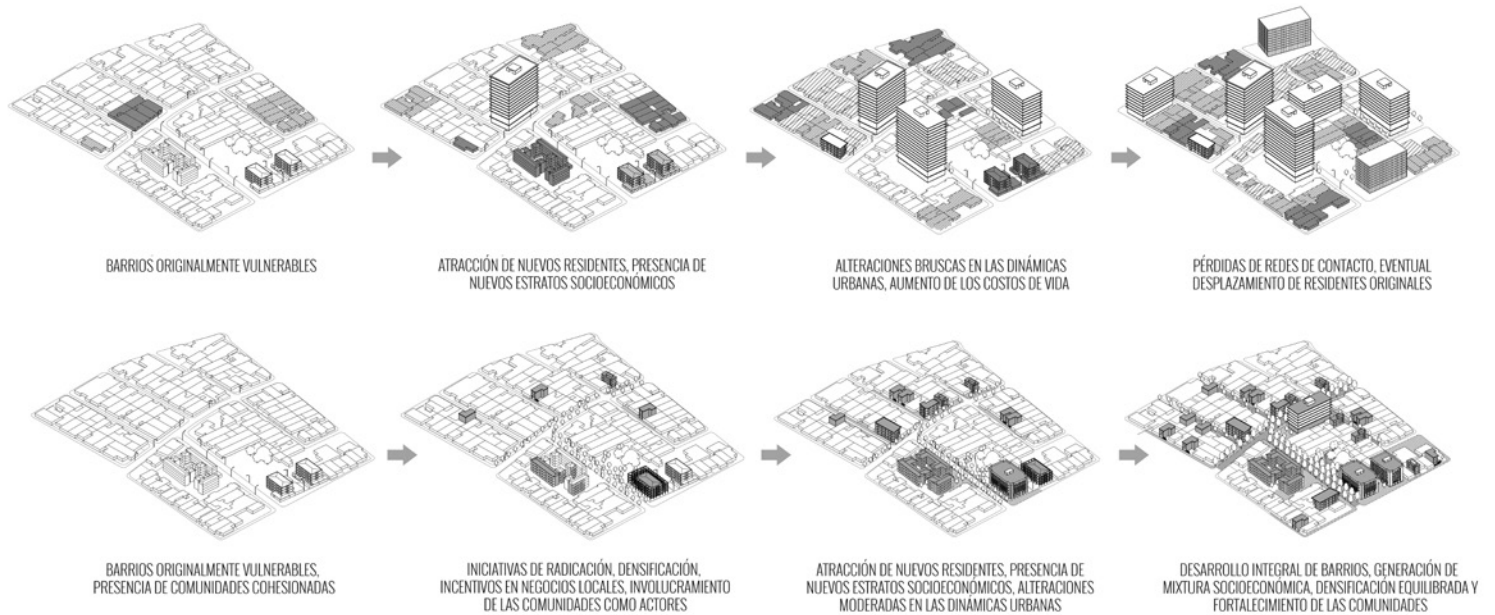 BARRIOS ORIGINALMENTE VULNERABLES
ATRACCIÓN DE NUEVOS RESIDENTES, PRESENCIA DE
NUEVOS ESTRATOS SOCIOECONÓMICOS
ALTERACIONES BRUSCAS EN LAS DINÁMICAS
URBANAS, AUMENTO DE LOS COSTOS DE VIDA
PÉRDIDAS DE REDES DE CONTACTO, EVENTUAL
DESPLAZAMIENTO DE RESIDENTES ORIGINALES
BARRIOS ORIGINALMENTE VULNERABLES,
PRESENCIA DE COMUNIDADES COHESIONADAS
INICIATIVAS DE RADICACIÓN, DENSIFICACIÓN,
INCENTIVOS EN NEGOCIOS LOCALES, INVOLUCRAMIENTO
DE LAS COMUNIDADES COMO ACTORES
ATRACCIÓN DE NUEVOS RESIDENTES, PRESENCIA DE
NUEVOS ESTRATOS SOCIOECONÓMICOS, ALTERACIONES
MODERADAS EN LAS DINÁMICAS URBANAS
DESARROLLO INTEGRAL DE BARRIOS, GENERACIÓN DE
MIXTURA SOCIOECONÓMICA, DENSIFICACIÓN EQUILIBRADA Y
FORTALECIMIENTO DE LAS COMUNIDADES